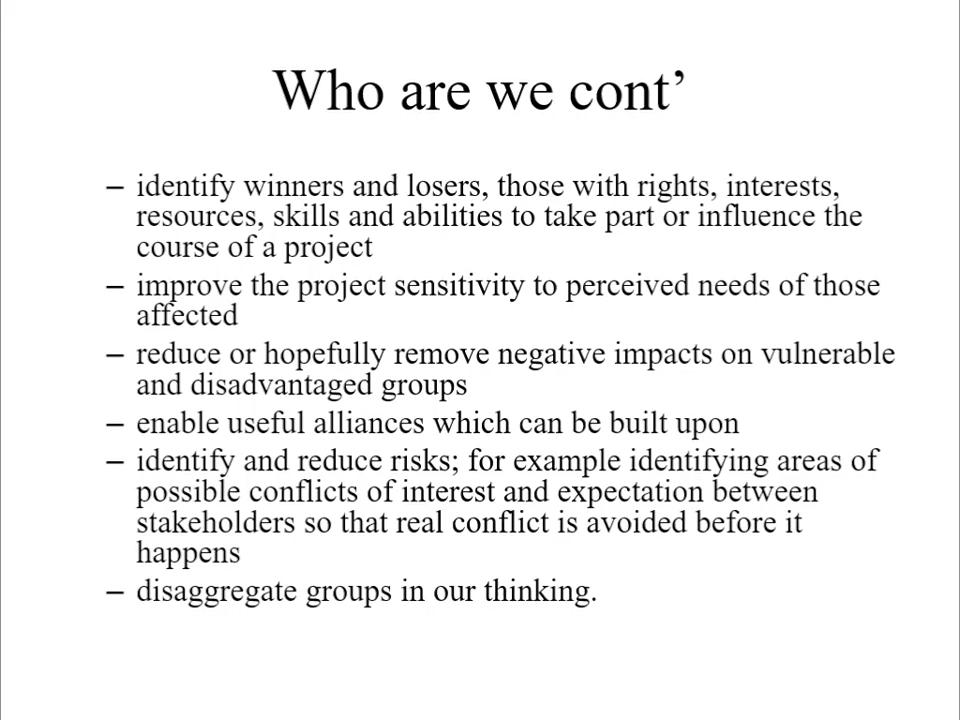 Who are we cont’
– identify winners and losers, those with rights, interests,
resources, skills and abilities to take part or influence the
course of a project
– improve the project sensitivity to perceived needs of those
affected
– reduce or hopefully remove negative impacts on vulnerable
and disadvantaged groups
– enable useful alliances which can be built upon
– identify and reduce risks; for example identifying areas of
possible conflicts of interest and expectation between
stakeholders so that real conflict is avoided before it
happens
– disaggregate groups in our thinking.